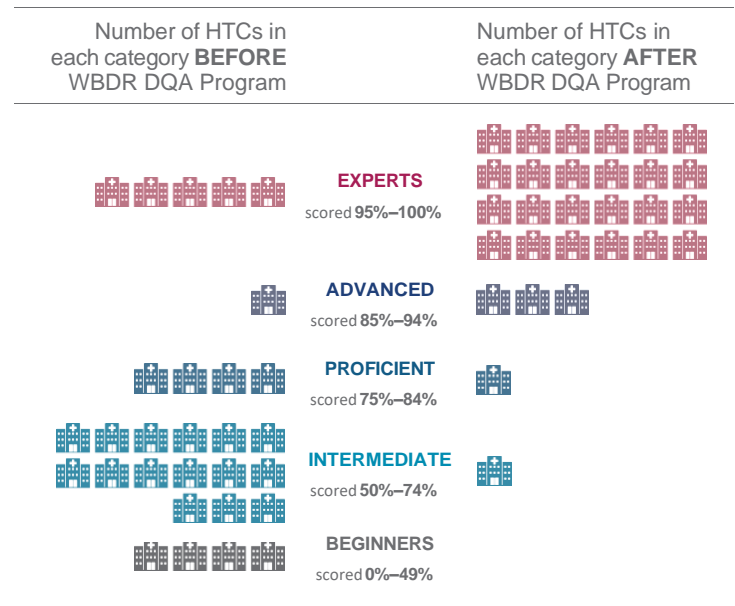 Number of HTCs in
each category BEFORE
WBDR DQA Program
Number of HTCs in
each category AFTER
WBDR DQA Program
EXPERTS
scored 95%–100%
ADVANCED
scored 85%–94%
PROFICIENT
scored 75%–84%
INTERMEDIATE
scored 50%–74%
BEGINNERS
scored 0%–49%